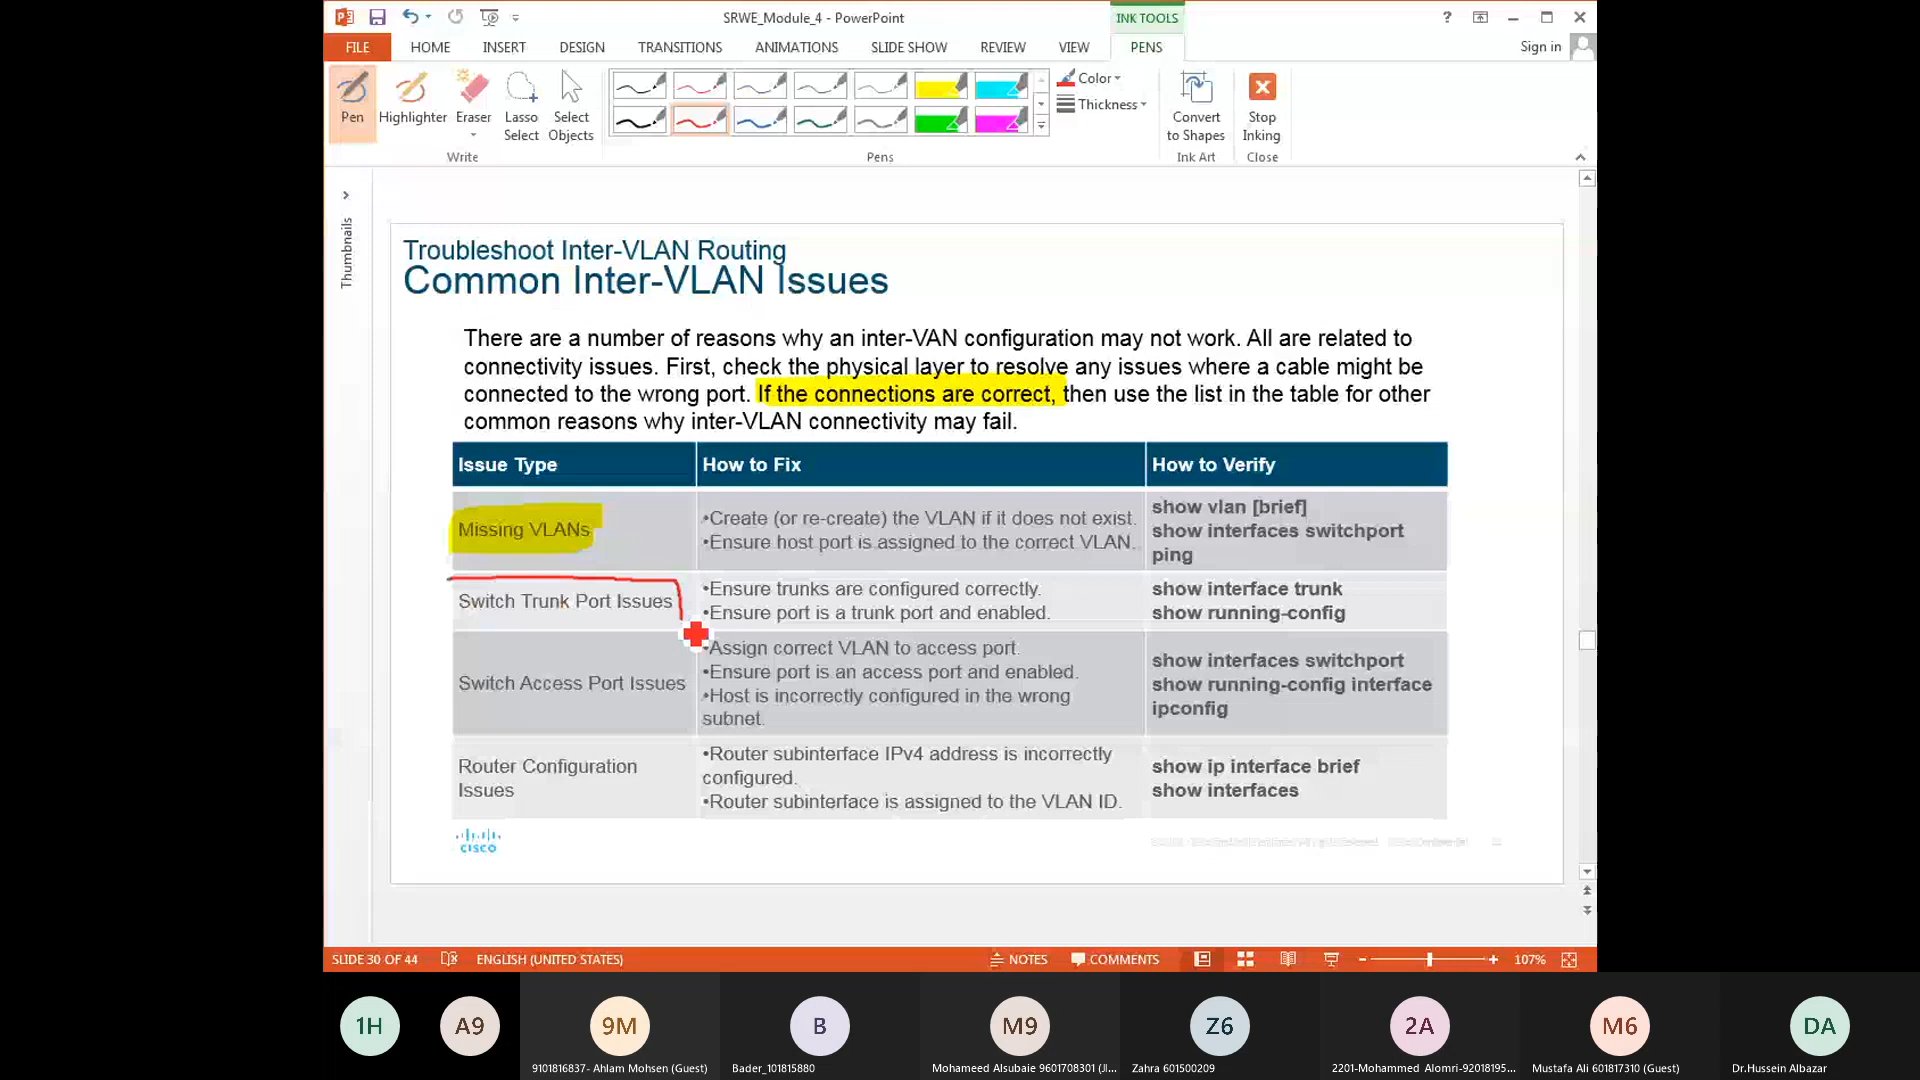 SRWE_Module_4 - PowerPoint
INK TOOLS
?
FILE
HOME
INSERT
DESIGN
TRANSITIONS
ANIMATIONS
SLIDE SHOW
REVIEW
VIEW
PENS
Sign in
Pen
Highlighter
Eraser
Lasso
Select
Select
Objects
Color
Thickness
Convert
to Shapes
Stop
Inking
Write
Pens
Ink Art
Close
Thumbnails
Troubleshoot Inter-VLAN Routing
Common Inter-VLAN Issues
There are a number of reasons why an inter-VAN configuration may not work. All are related to
connectivity issues. First, check the physical layer to resolve any issues where a cable might be
connected to the wrong port. If the connections are correct, then use the list in the table for other
common reasons why inter-VLAN connectivity may fail.
Issue Type
How to Fix
How to Verify
Missing VLANs
•Create (or re-create) the VLAN if it does not exist.
•Ensure host port is assigned to the correct VLAN.
show vlan [brief]
show interfaces switchport
ping
Switch Trunk Port Issues
•Ensure trunks are configured correctly.
•Ensure port is a trunk port and enabled.
show interface trunk
show running-config
Switch Access Port Issues
•Assign correct VLAN to access port.
•Ensure port is an access port and enabled.
•Host is incorrectly configured in the wrong
subnet.
show interfaces switchport
show running-config interface
ipconfig
Router Configuration
Issues
•Router subinterface IPv4 address is incorrectly
configured.
•Router subinterface is assigned to the VLAN ID.
show ip interface brief
show interfaces
CISCO
SLIDE 30 OF 44
ENGLISH (UNITED STATES)
NOTES
COMMENTS
107%
1H
A9
9M
B
M9
Z6
2A
M6
DA
9101816837- Ahlam Mohsen (Guest)
Bader_101815880
Mohameed Alsubaie 9601708301 (JI...
Zahra 601500209
2201-Mohammed Alomri-92018195...
Mustafa Ali 601817310 (Guest)
Dr.Hussein Albazar